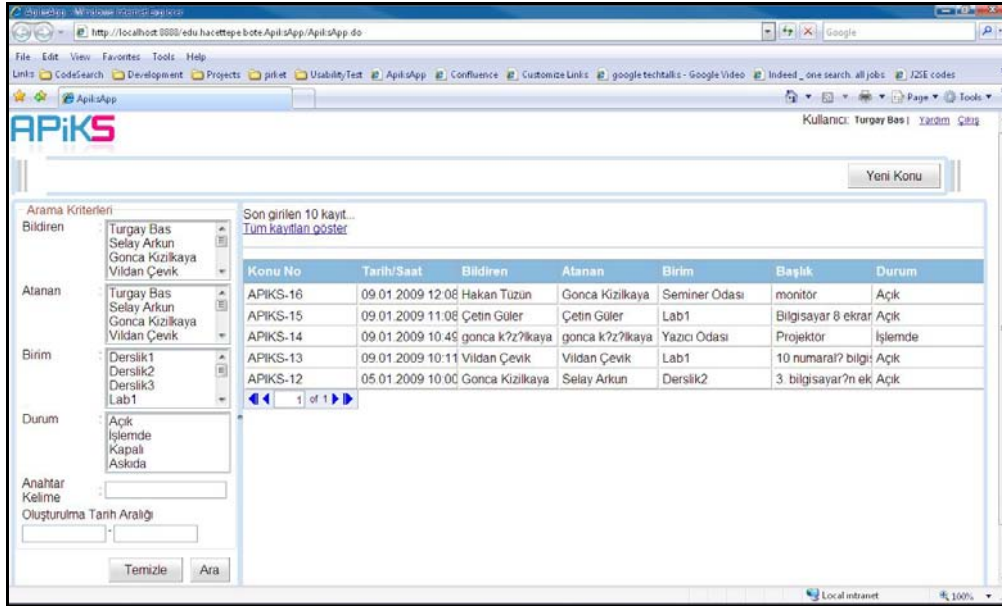 ApiksApp - Windows Internet Explorer
http://localhost:8080/edu.hacettepe.bote.ApiksApp/ApiksApp.do
Google
File Edit View Favorites Tools Help
Links CodeSearch Development Projects pirket UsabilityTest ApiksApp Confluence Customize Links google techtalks - Google Video Indeed _ one search. all jobs. J2SE codes
ApiksApp Page Tools
APiKS
Kullanıcı: Turgay Bas | Yardım Çıkış
Yeni Konu
Arama Kriterleri
Bildiren : Turgay Bas
Selay Arkun
Gonca Kizilkaya
Vildan Çevik
Atanan : Turgay Bas
Selay Arkun
Gonca Kizilkaya
Vildan Çevik
Birim : Derslik1
Derslik2
Derslik3
Lab1
Durum : Açık
İşlemde
Kapalı
Askıda
Anahtar Kelime :
Oluşturulma Tarih Aralığı
-
Temizle Ara
Son girilen 10 kayıt...
Tüm kayıtları göster
Konu No Tarih/Saat Bildiren Atanan Birim Başlık Durum
APIKS-16 09.01.2009 12:08 Hakan Tüzün Gonca Kizilkaya Seminer Odası monitör Açık
APIKS-15 09.01.2009 11:08 Çetin Güler Çetin Güler Lab1 Bilgisayar 8 ekran Açık
APIKS-14 09.01.2009 10:49 gonca k?z?lkaya gonca k?z?lkaya Yazıcı Odası Projektor İşlemde
APIKS-13 09.01.2009 10:11 Vildan Çevik Vildan Çevik Lab1 10 numaral? bilgi Açık
APIKS-12 05.01.2009 10:00 Gonca Kizilkaya Selay Arkun Derslik2 3. bilgisayar?n ek Açık
1 of 1
Local intranet 100%